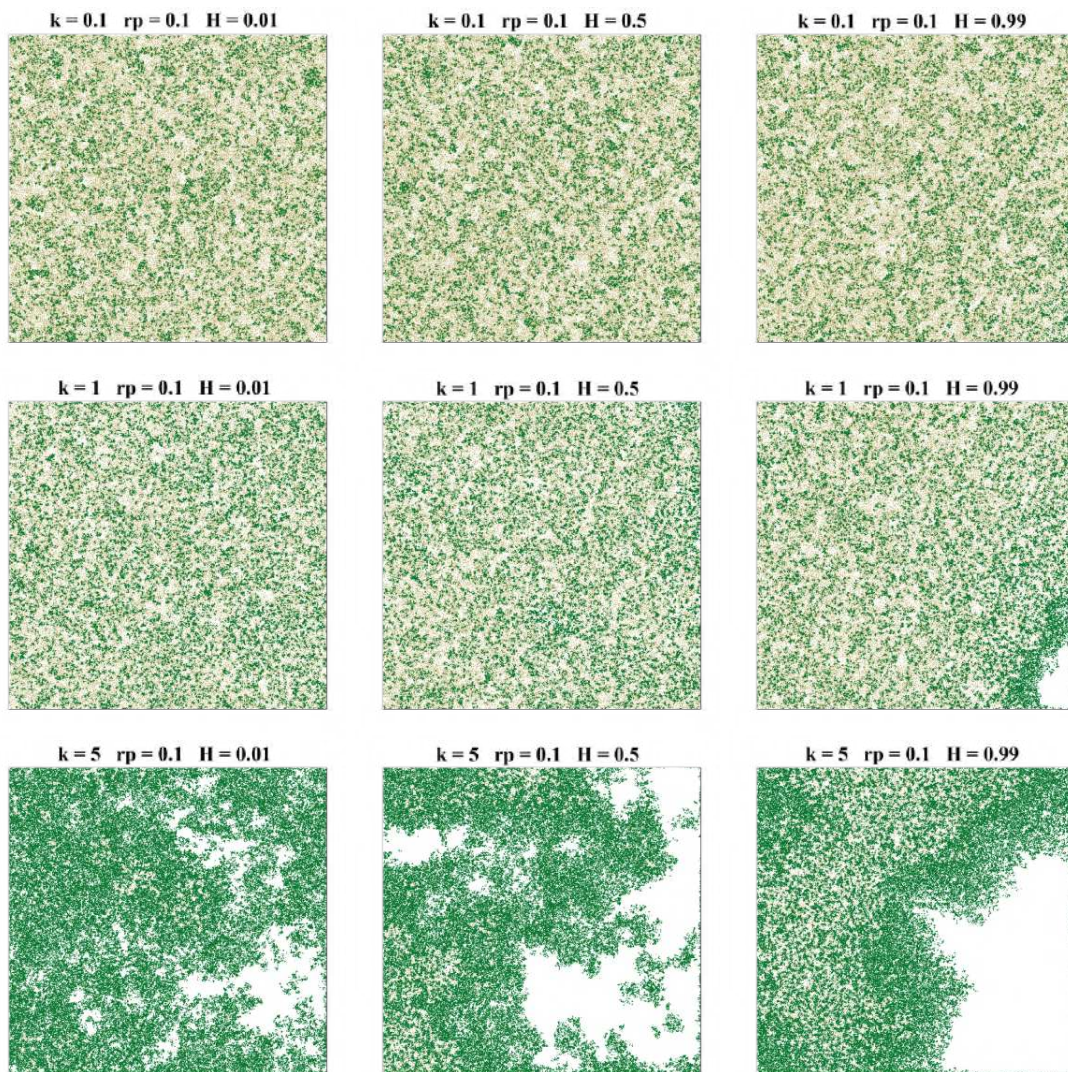 k = 0.1 rp = 0.1 H = 0.01
k = 0.1 rp = 0.1 H = 0.5
k = 0.1 rp = 0.1 H = 0.99
k = 1 rp = 0.1 H = 0.01
k = 1 rp = 0.1 H = 0.5
k = 1 rp = 0.1 H = 0.99
k = 5 rp = 0.1 H = 0.01
k = 5 rp = 0.1 H = 0.5
k = 5 rp = 0.1 H = 0.99